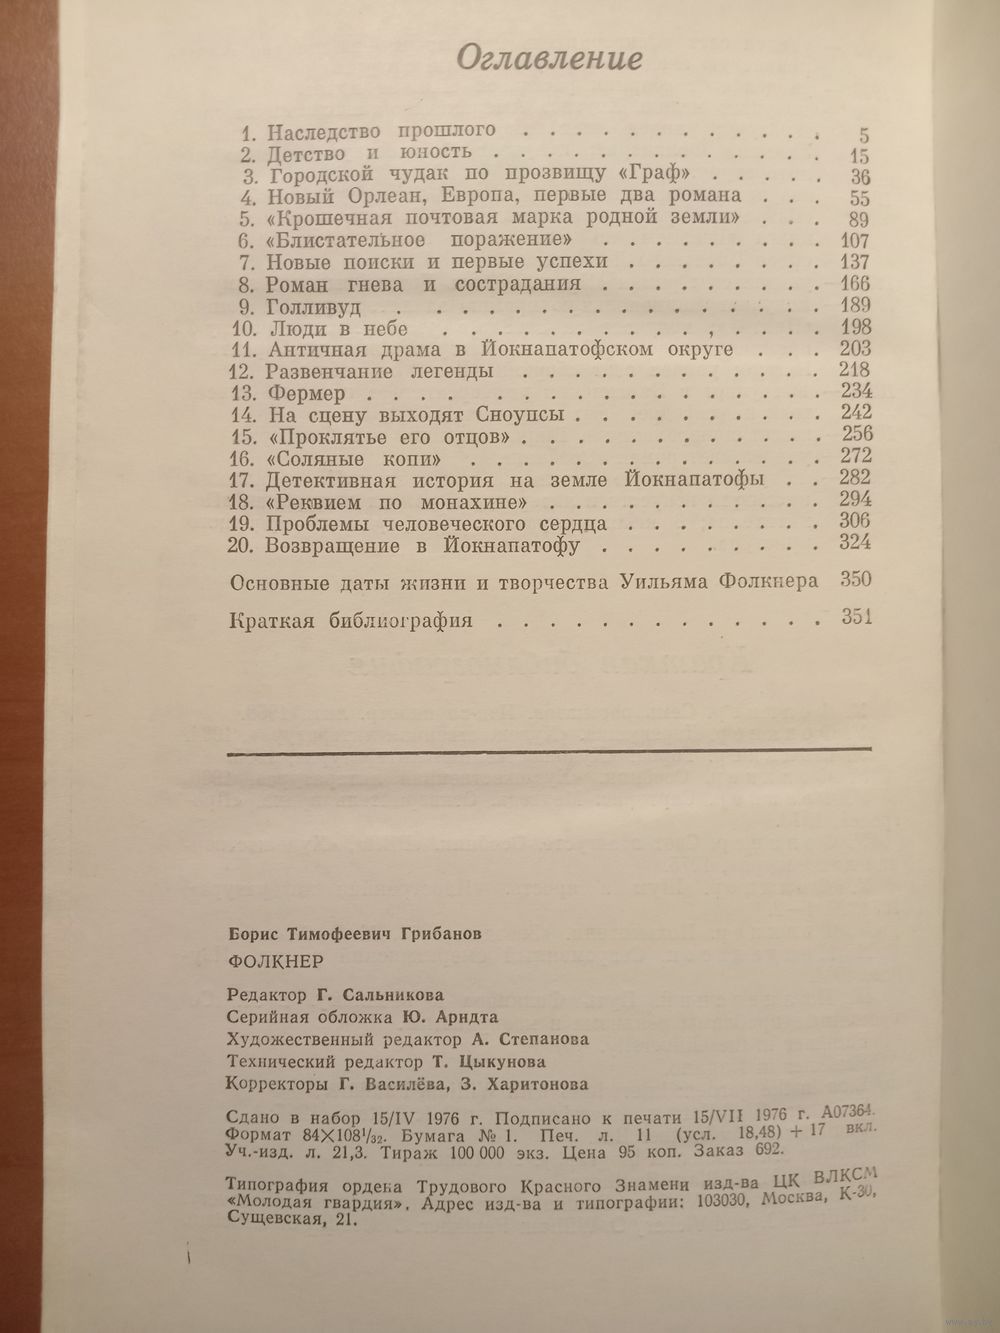 Оглавление
1. Наследство прошлого . . . . . . . . . . . . 5
2. Детство и юность . . . . . . . . . . . . . 15
3. Городской чудак по прозвищу «Граф» . . . . . 36
4. Новый Орлеан, Европа, первые два романа . . . 55
5. «Крошечная почтовая марка родной земли» . . . 89
6. «Блистательное поражение» . . . . . . . . . 107
7. Новые поиски и первые успехи . . . . . . . . 137
8. Роман гнева и сострадания . . . . . . . . . 166
9. Голливуд . . . . . . . . . . . . . . . . 189
10. Люди в небе . . . . . . . . . . , . . . . 198
11. Античная драма в Йокнапатофском округе . . . 203
12. Развенчание легенды . . . . . . . . . . . . 218
13. Фермер . . . . . . . . . . . . . . . . . 234
14. На сцену выходят Сноупсы . . . . . . . . . . 242
15. «Проклятье его отцов» . . . . . . . . . . . . 256
16. «Соляные копи» . . . . . . . . . . . . . . 272
17. Детективная история на земле Йокнапатофы . . 282
18. «Реквием по монахине» . . . . . . . . . . . 294
19. Проблемы человеческого сердца . . . . . . . . 306
20. Возвращение в Йокнапатофу . . . . . . . . . 324
Основные даты жизни и творчества Уильяма Фолкнера 350
Краткая библиография . . . . . . . . . . . . . 351
Борис Тимофеевич Грибанов
ФОЛКНЕР
Редактор Г. Сальникова
Серийная обложка Ю. Арндта
Художественный редактор А. Степанова
Технический редактор Т. Цыкунова
Корректоры Г. Василёва, З. Харитонова
Сдано в набор 15/IV 1976 г. Подписано к печати 15/VII 1976 г. А07364.
Формат 84×108¹/₃₂. Бумага № 1. Печ. л. 11 (усл. 18,48) + 17 вкл.
Уч.-изд. л. 21,3. Тираж 100 000 экз. Цена 95 коп. Заказ 692.
Типография ордена Трудового Красного Знамени изд-ва ЦК ВЛКСМ
«Молодая гвардия». Адрес изд-ва и типографии: 103030, Москва, К-30,
Сущевская, 21.